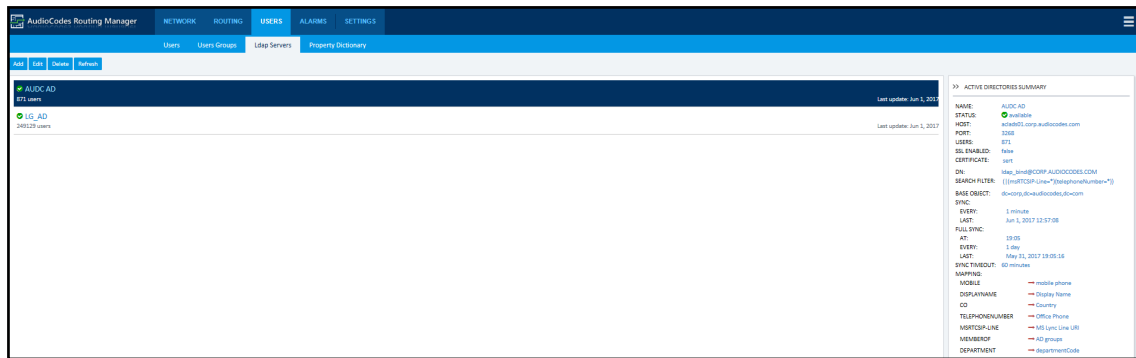 AudioCodes Routing Manager
NETWORK ROUTING USERS ALARMS SETTINGS
Users Users Groups Ldap Servers Property Dictionary
Add Edit Delete Refresh
AUDC AD
871 users Last update: Jun 1, 2017
LG_AD
249129 users Last update: Jun 1, 2017
>> ACTIVE DIRECTORIES SUMMARY
NAME: AUDC AD
STATUS: available
HOST: aclads01.corp.audiocodes.com
PORT: 3268
USERS: 871
SSL ENABLED: false
CERTIFICATE: sert
DN: ldap_bind@CORP.AUDIOCODES.COM
SEARCH FILTER: (|(msRTCSIP-Line=*)(telephoneNumber=*))
BASE OBJECT: dc=corp,dc=audiocodes,dc=com
SYNC:
EVERY: 1 minute
LAST: Jun 1, 2017 12:57:08
FULL SYNC:
AT: 19:05
EVERY: 1 day
LAST: May 31, 2017 19:05:16
SYNC TIMEOUT: 60 minutes
MAPPING:
MOBILE → mobile phone
DISPLAYNAME → Display Name
CO → Country
TELEPHONENUMBER → Office Phone
MSRTCSIP-LINE → MS Lync Line URI
MEMBEROF → AD groups
DEPARTMENT → departmentCode